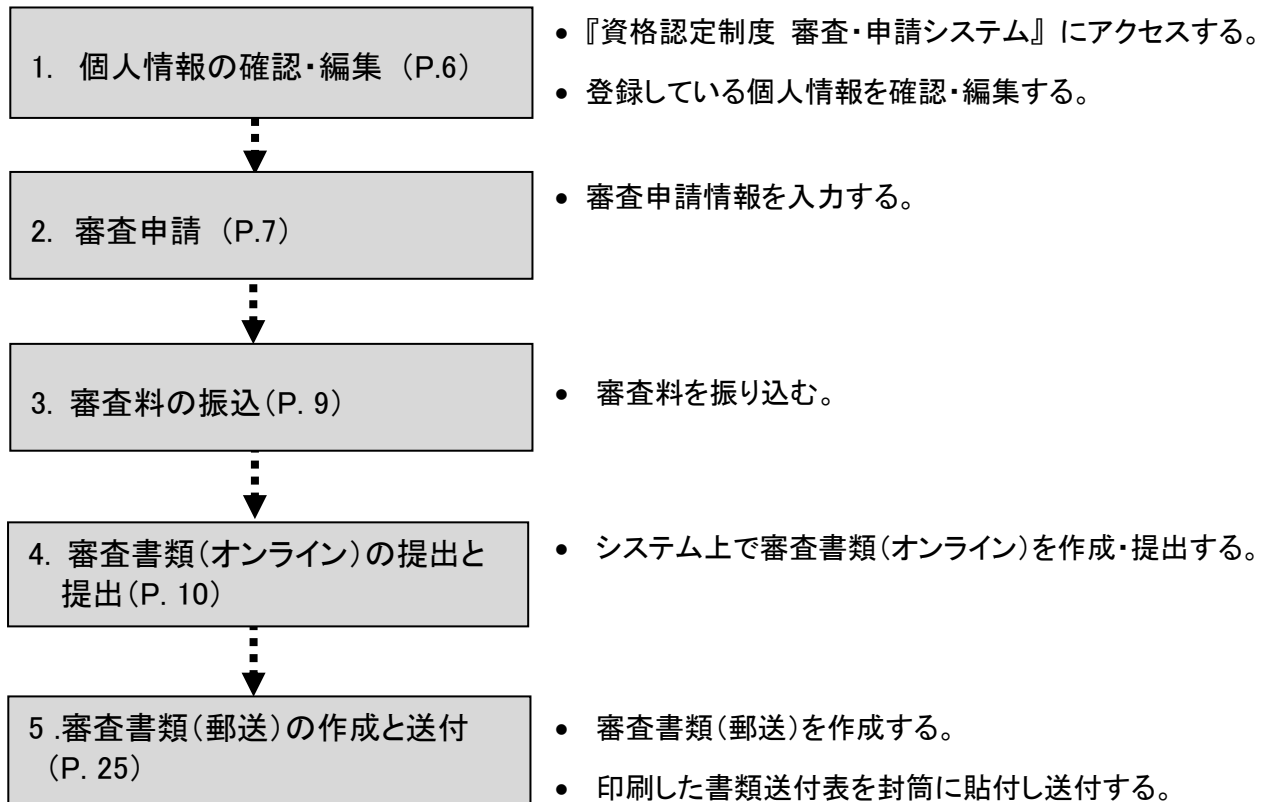 1. 個人情報の確認・編集 (P.6)
• 『資格認定制度 審査・申請システム』 にアクセスする。
• 登録している個人情報を確認・編集する。
2. 審査申請 (P.7)
• 審査申請情報を入力する。
3. 審査料の振込(P. 9)
• 審査料を振り込む。
4. 審査書類(オンライン)の提出と
提出(P. 10)
• システム上で審査書類(オンライン)を作成・提出する。
5 .審査書類(郵送)の作成と送付
(P. 25)
• 審査書類(郵送)を作成する。
• 印刷した書類送付表を封筒に貼付し送付する。